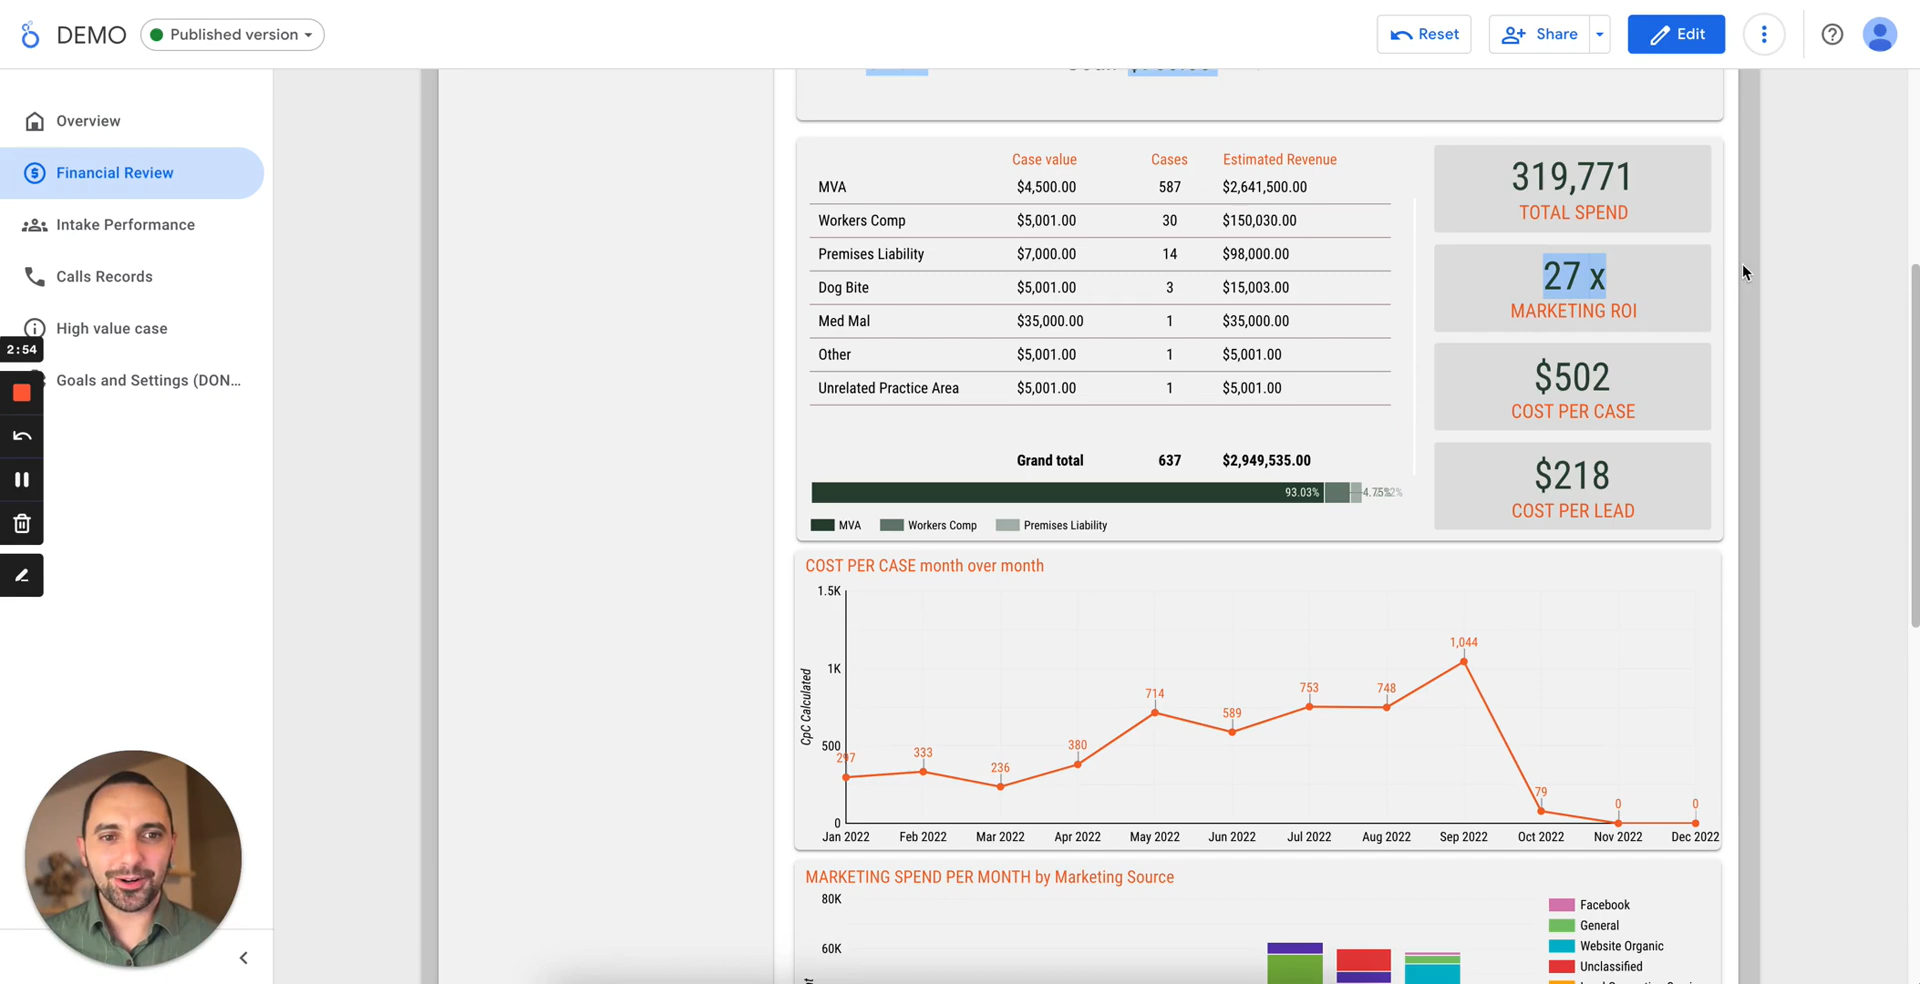 DEMO
Published version
Reset
Share
Edit
Overview
Financial Review
Intake Performance
Calls Records
High value case
Goals and Settings (DON...
2:54
Case value Cases Estimated Revenue
MVA $4,500.00 587 $2,641,500.00
Workers Comp $5,001.00 30 $150,030.00
Premises Liability $7,000.00 14 $98,000.00
Dog Bite $5,001.00 3 $15,003.00
Med Mal $35,000.00 1 $35,000.00
Other $5,001.00 1 $5,001.00
Unrelated Practice Area $5,001.00 1 $5,001.00
Grand total 637 $2,949,535.00
93.03% 4.75%
MVA Workers Comp Premises Liability
319,771
TOTAL SPEND
27 x
MARKETING ROI
$502
COST PER CASE
$218
COST PER LEAD
COST PER CASE month over month
CpC Calculated
1.5K
1K
500
0
297 333 236 380 714 589 753 748 1,044 79 0 0
Jan 2022 Feb 2022 Mar 2022 Apr 2022 May 2022 Jun 2022 Jul 2022 Aug 2022 Sep 2022 Oct 2022 Nov 2022 Dec 2022
MARKETING SPEND PER MONTH by Marketing Source
80K
60K
Facebook
General
Website Organic
Unclassified